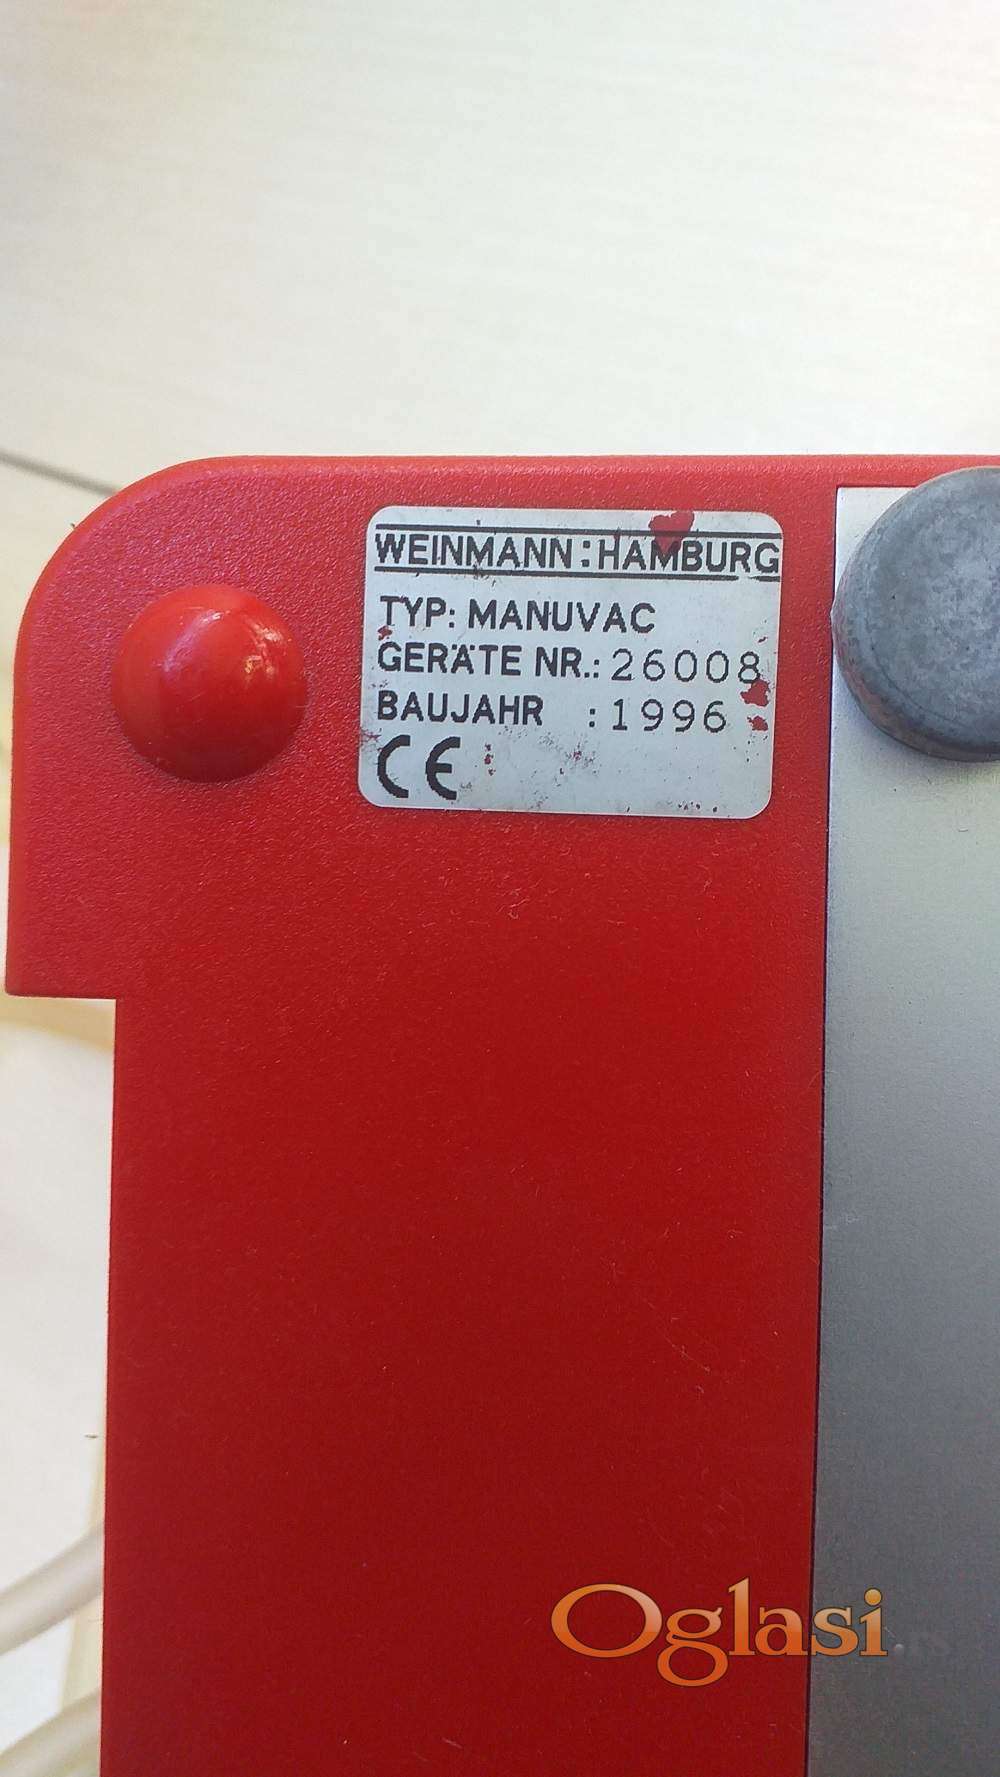 WEINMANN:HAMBURG
TYP: MANUVAC
GERÄTE NR.: 26008
BAUJAHR : 1996
CE
Oglasi